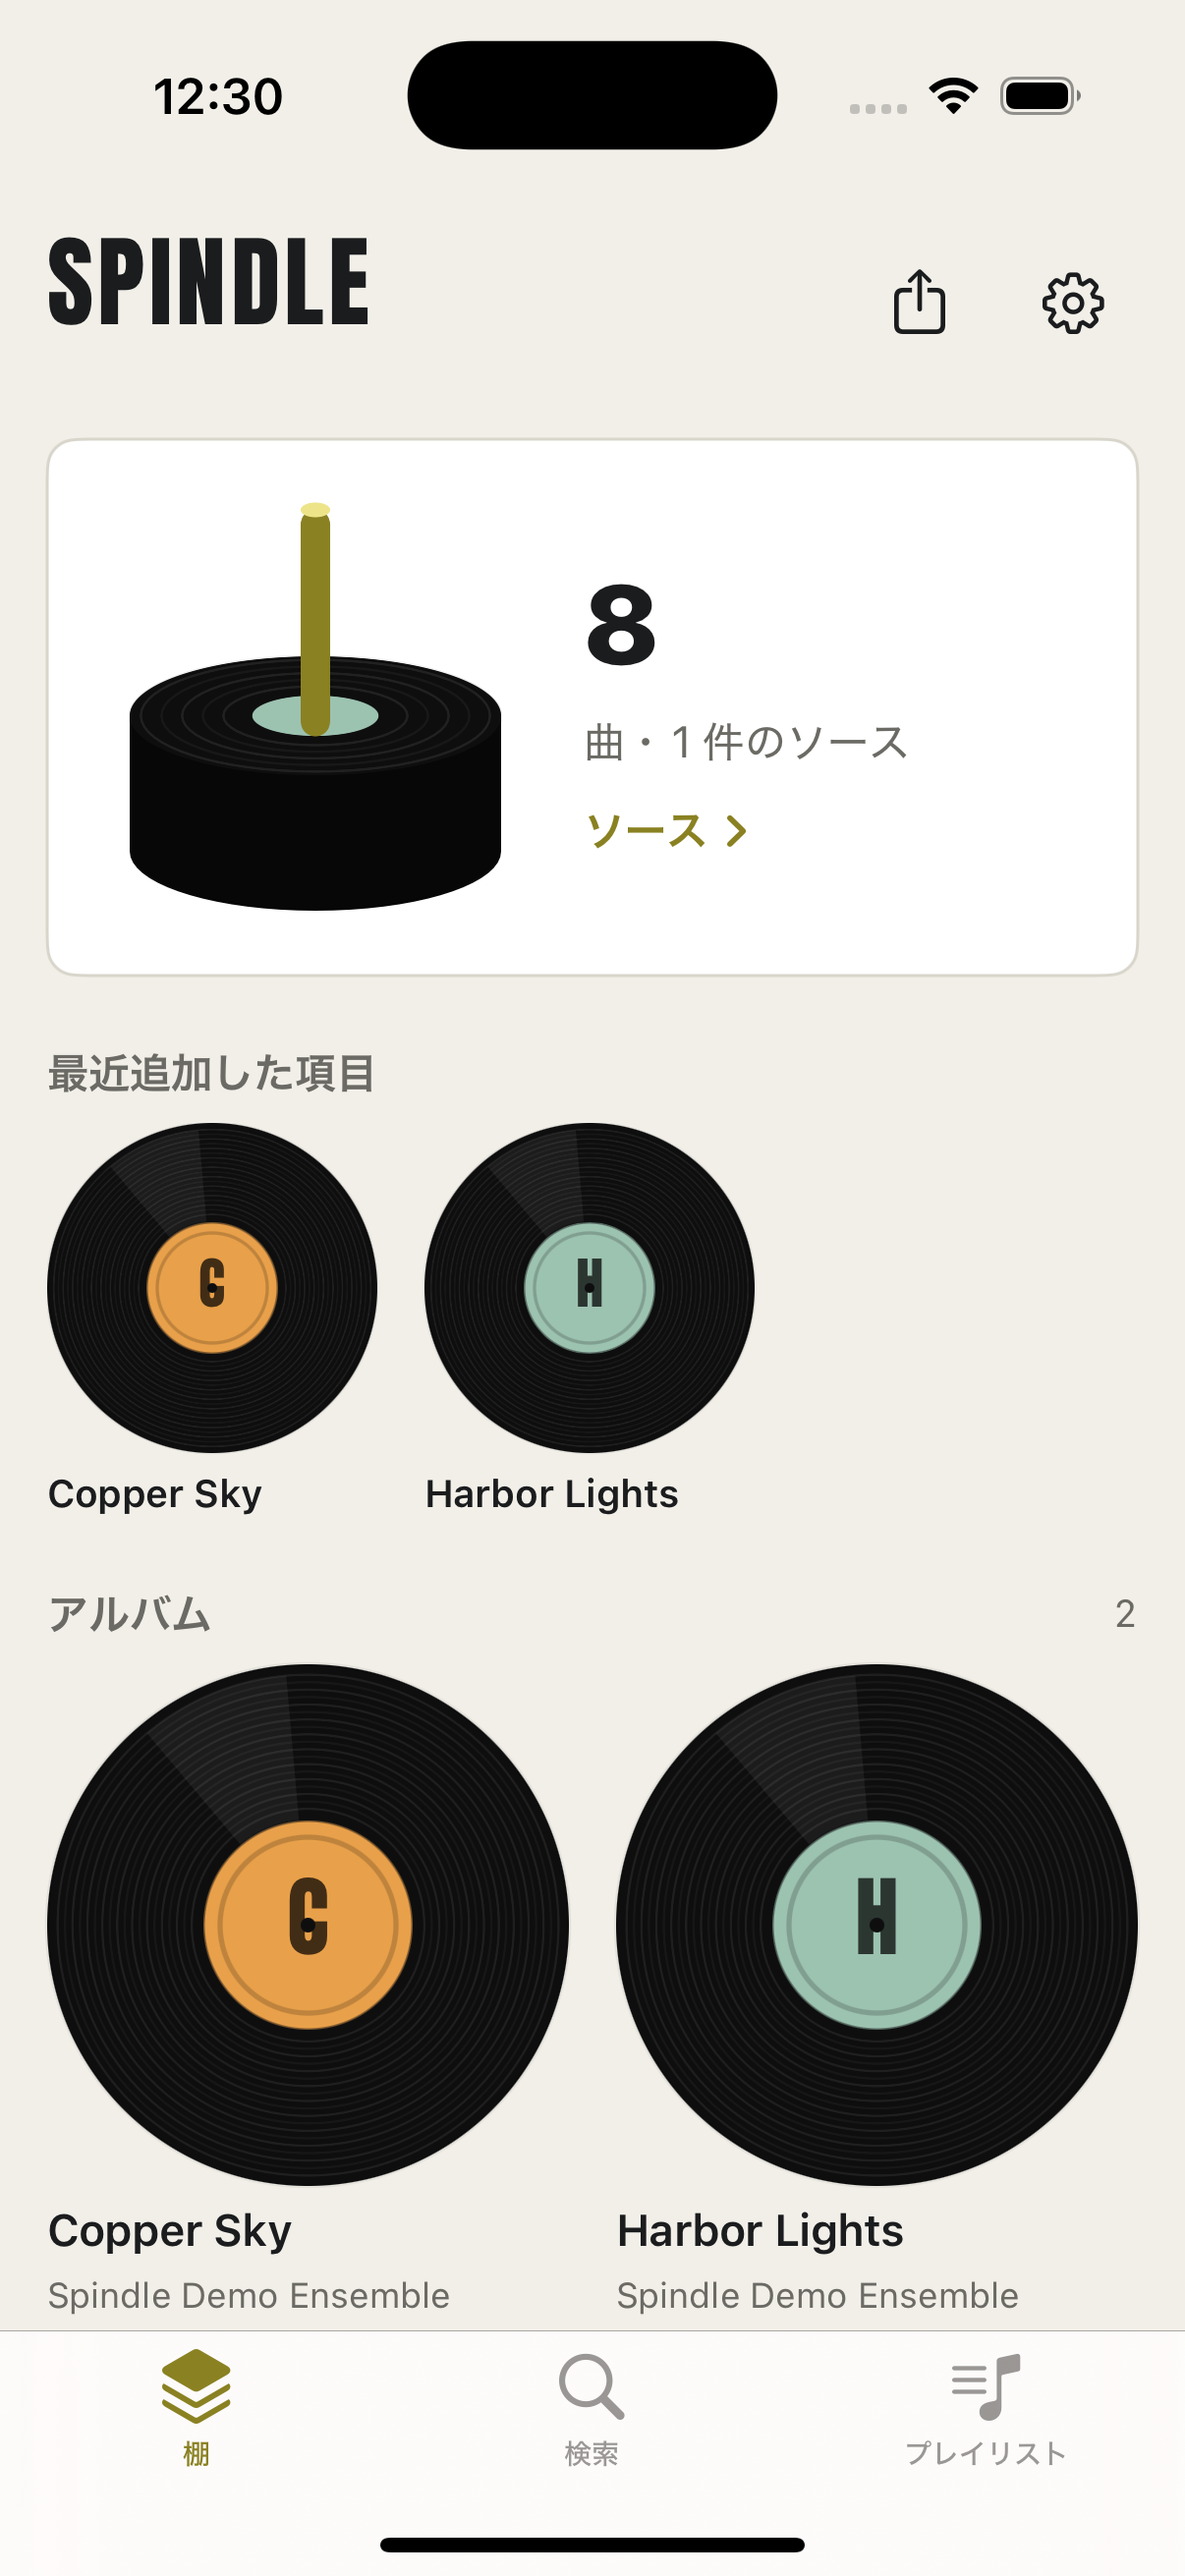 12:30
SPINDLE
8
曲・1 件のソース
ソース
最近追加した項目
C
H
Copper Sky
Harbor Lights
アルバム
2
C
H
Copper Sky
Harbor Lights
Spindle Demo Ensemble
Spindle Demo Ensemble
棚
検索
プレイリスト